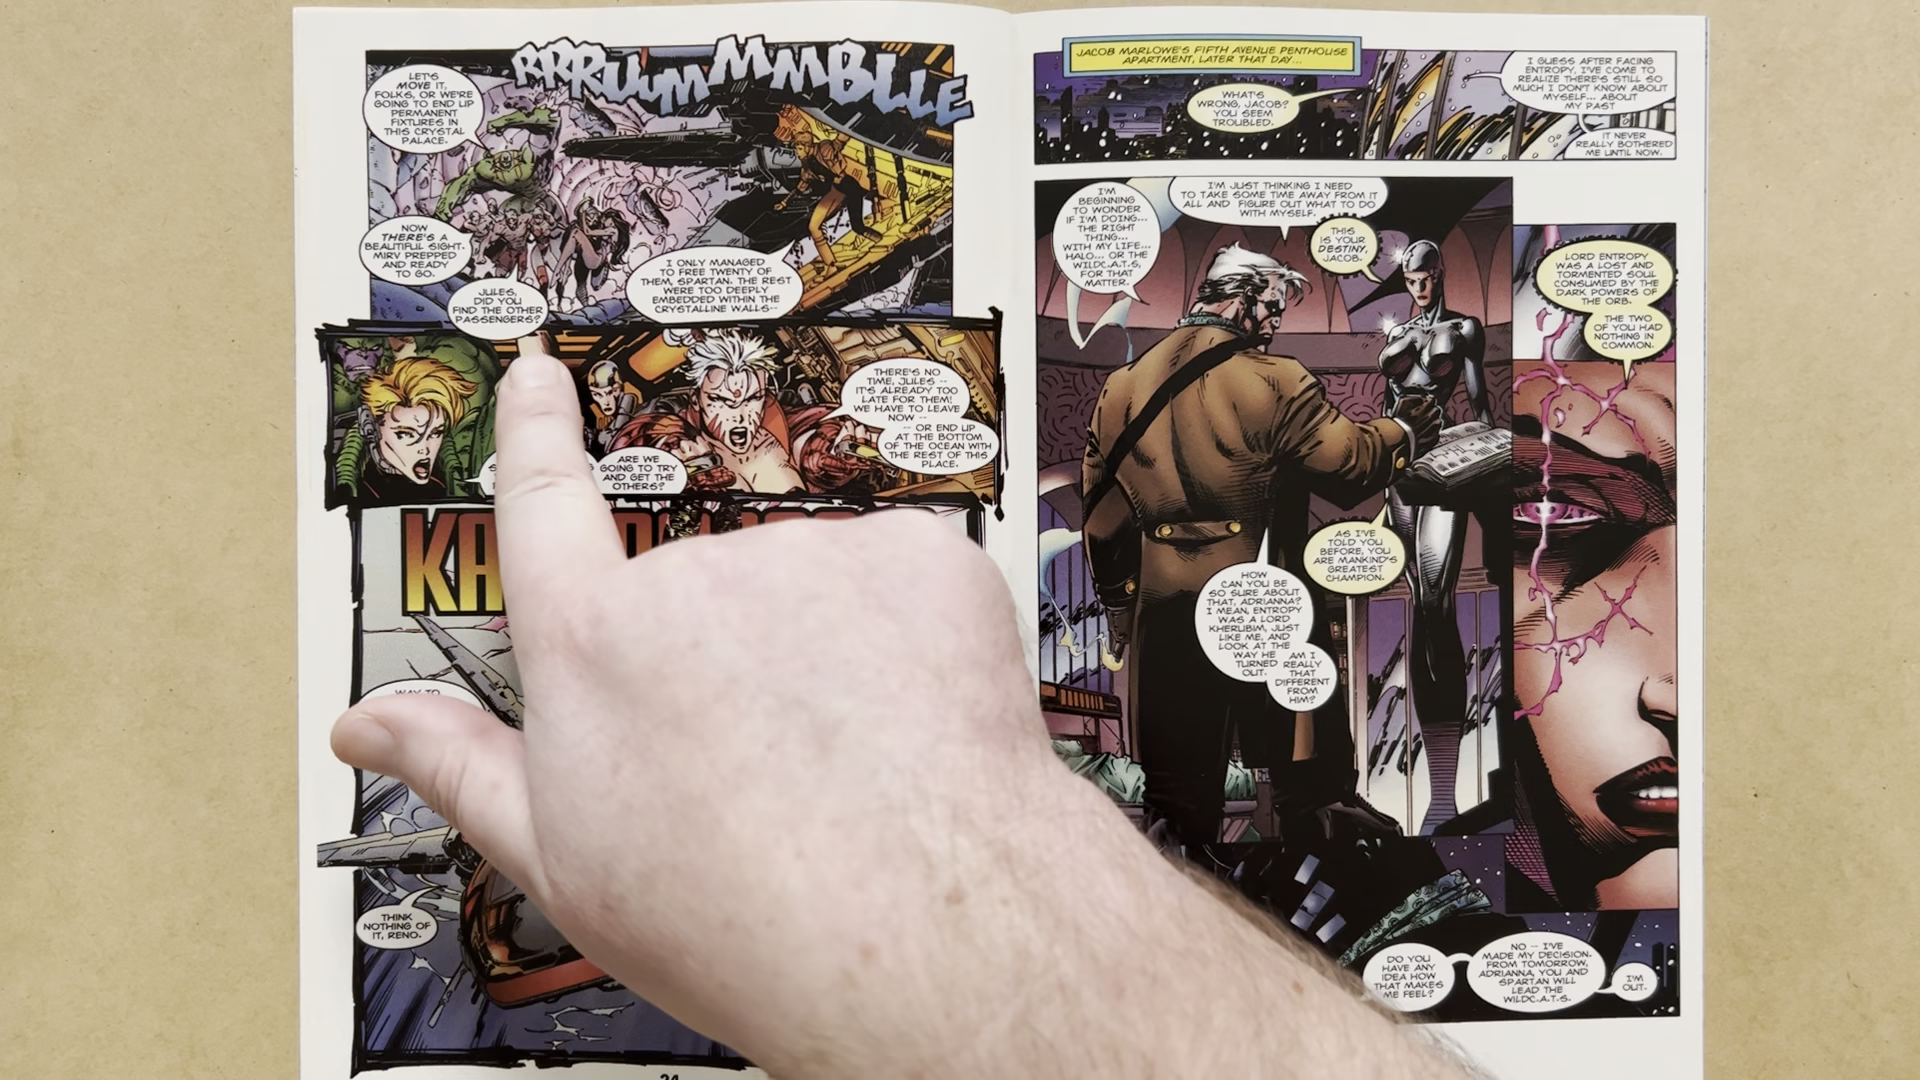 RRRUUMMMMBLLE
LET'S
MOVE IT,
FOLKS, OR WE'RE
GOING TO END UP
PERMANENT
FIXTURES IN
THIS CRYSTAL
PALACE.
NOW
THERE'S A
BEAUTIFUL SIGHT.
MIRV PREPPED
AND READY
TO GO.
JULES,
DID YOU
FIND THE OTHER
PASSENGERS?
I ONLY MANAGED
TO FREE TWENTY OF
THEM, SPARTAN. THE REST
WERE TOO DEEPLY
EMBEDDED WITHIN THE
CRYSTALLINE WALLS--
ARE WE
GOING TO TRY
AND GET THE
OTHERS?
THERE'S NO
TIME, JULES --
IT'S ALREADY TOO
LATE FOR THEM!
WE HAVE TO LEAVE
NOW --
-- OR END UP
AT THE BOTTOM
OF THE OCEAN WITH
THE REST OF THIS
PLACE.
WAY TO
THINK
NOTHING OF
IT, RENO.
24
JACOB MARLOWE'S FIFTH AVENUE PENTHOUSE
APARTMENT, LATER THAT DAY...
WHAT'S
WRONG, JACOB?
YOU SEEM
TROUBLED.
I GUESS AFTER FACING
ENTROPY, I'VE COME TO
REALIZE THERE'S STILL SO
MUCH I DON'T KNOW ABOUT
MYSELF... ABOUT
MY PAST
IT NEVER
REALLY BOTHERED
ME UNTIL NOW.
I'M
BEGINNING
TO WONDER
IF I'M DOING...
THE RIGHT
THING...
WITH MY LIFE...
HALO... OR THE
WILDC.A.T.S,
FOR THAT
MATTER.
I'M JUST THINKING I NEED
TO TAKE SOME TIME AWAY FROM IT
ALL AND FIGURE OUT WHAT TO DO
WITH MYSELF.
THIS
IS YOUR
DESTINY,
JACOB.
LORD ENTROPY
WAS A LOST AND
TORMENTED SOUL
CONSUMED BY THE
DARK POWERS OF
THE ORB.
THE TWO
OF YOU HAD
NOTHING IN
COMMON.
AS I'VE
TOLD YOU
BEFORE, YOU
ARE MANKIND'S
GREATEST
CHAMPION.
HOW
CAN YOU BE
SO SURE ABOUT
THAT, ADRIANNA?
I MEAN, ENTROPY
WAS A LORD
KHERUBIM, JUST
LIKE ME, AND
LOOK AT THE
WAY HE
TURNED
OUT.
AM I
REALLY
THAT
DIFFERENT
FROM
HIM?
DO YOU
HAVE ANY
IDEA HOW
THAT MAKES
ME FEEL?
NO -- I'VE
MADE MY DECISION.
FROM TOMORROW,
ADRIANNA, YOU AND
SPARTAN WILL
LEAD THE
WILDC.A.T.S.
I'M
OUT.